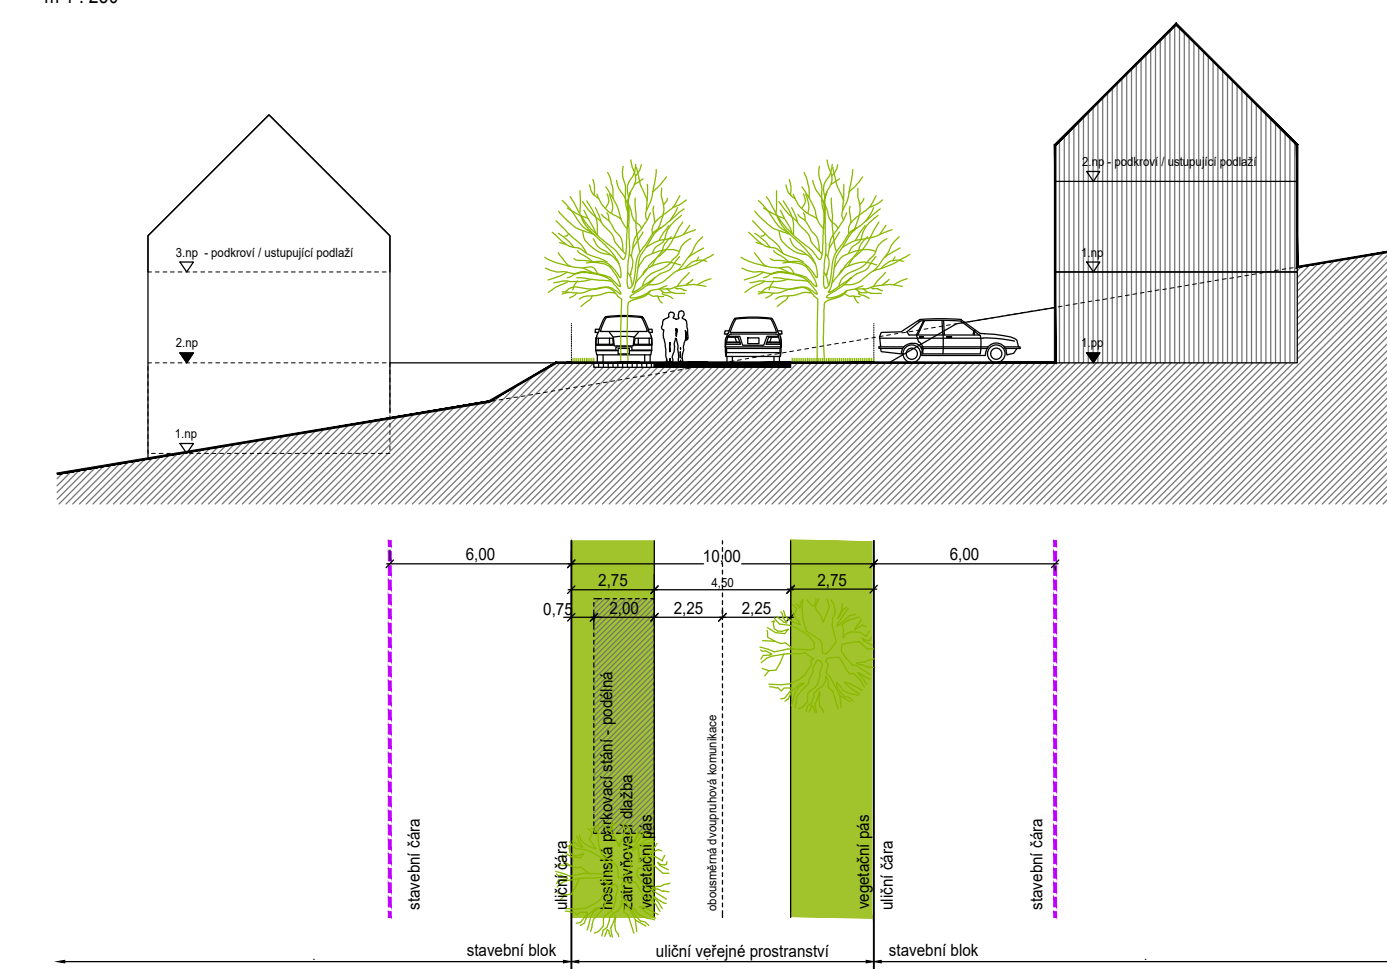 2.np - podkroví / ustupující podlaží
3.np - podkroví / ustupující podlaží
1.np
2.np
1.pp
1.np
6,00
10,00
6,00
2,75
4,50
2,75
0,75
2,00
2,25
2,25
stavební čára
uliční čára
hostinská parkovací stání - podélná
zatravňovací dlažba
vegetační pás
obousměrná dvoupruhová komunikace
vegetační pás
uliční čára
stavební čára
stavební blok
uliční veřejné prostranství
stavební blok